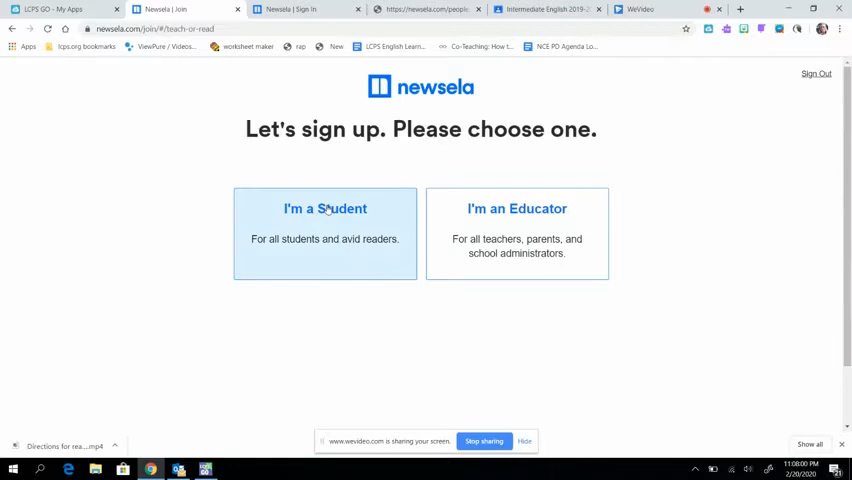 LCPS GO - My Apps
Newsela | Join
Newsela | Sign In
https://newsela.com/people
Intermediate English 2019-2
WeVideo
newsela.com/join/#/teach-or-read
Apps
lcps.org bookmarks
ViewPure / Videos...
worksheet maker
rap
New
LCPS English Learn...
Co-Teaching: How t...
NCE PD Agenda Lo...
Sign Out
newsela
Let's sign up. Please choose one.
I'm a Student
For all students and avid readers.
I'm an Educator
For all teachers, parents, and
school administrators.
www.wevideo.com is sharing your screen.
Stop sharing
Hide
Directions for rea....mp4
Show all
LCPS
GO
11:08:00 PM
2/20/2020
21